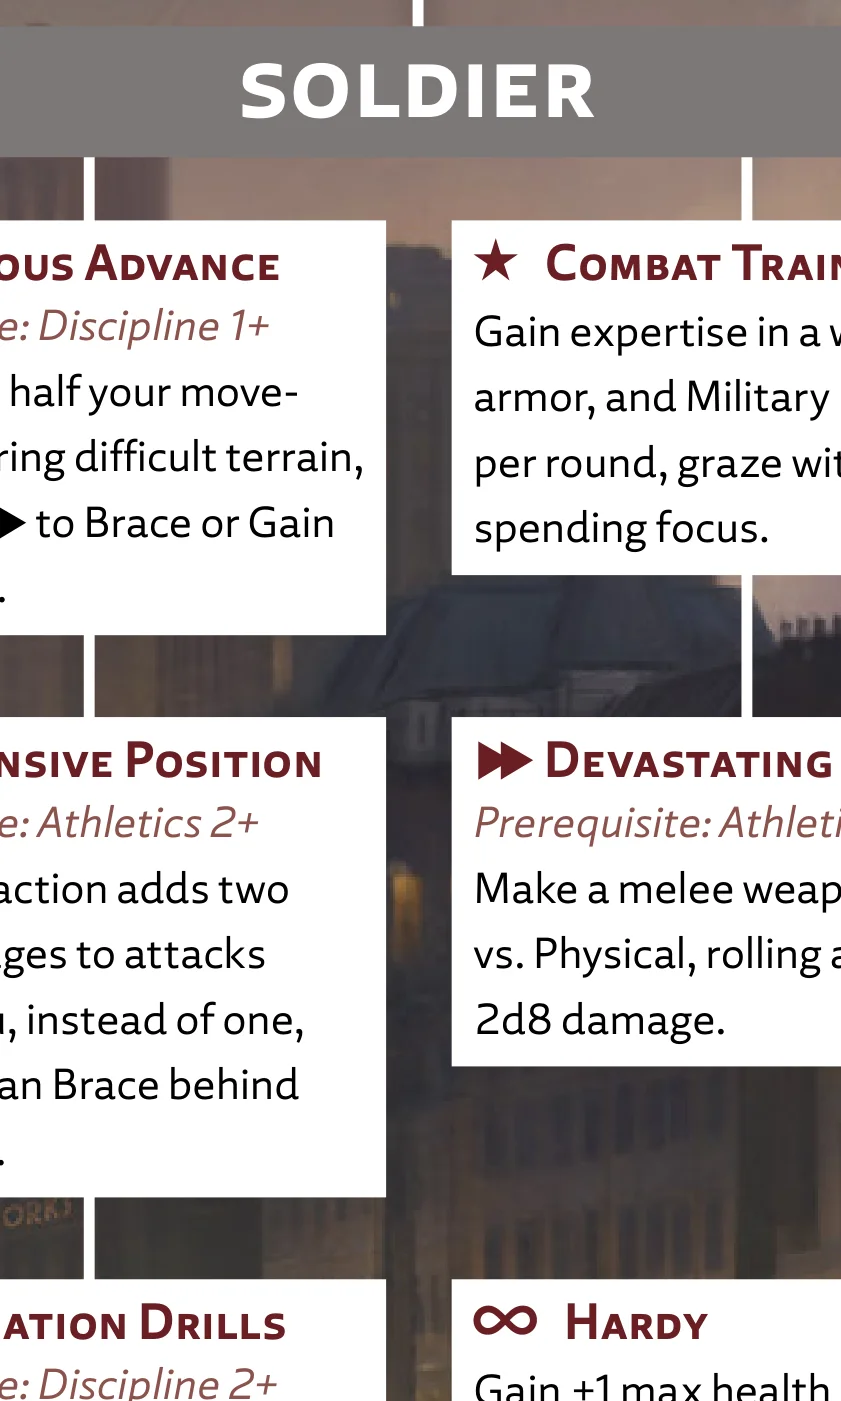 SOLDIER
OUS ADVANCE
e: Discipline 1+
half your move-
ring difficult terrain,
to Brace or Gain
.
NSIVE POSITION
e: Athletics 2+
action adds two
ges to attacks
u, instead of one,
an Brace behind
.
ATION DRILLS
e: Discipline 2+
★ COMBAT TRAIN
Gain expertise in a w
armor, and Military
per round, graze wit
spending focus.
DEVASTATING
Prerequisite: Athleti
Make a melee weap
vs. Physical, rolling a
2d8 damage.
∞ HARDY
Gain +1 max health